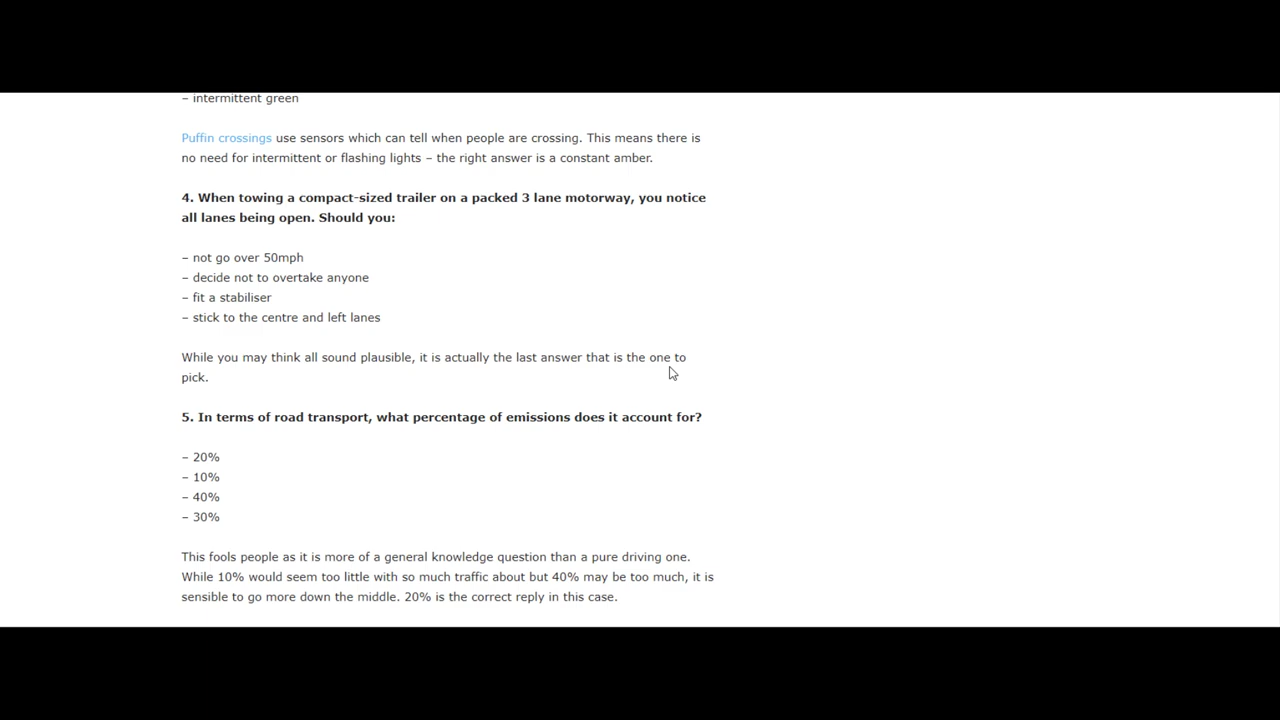 – intermittent green
Puffin crossings use sensors which can tell when people are crossing. This means there is
no need for intermittent or flashing lights – the right answer is a constant amber.
4. When towing a compact-sized trailer on a packed 3 lane motorway, you notice
all lanes being open. Should you:
– not go over 50mph
– decide not to overtake anyone
– fit a stabiliser
– stick to the centre and left lanes
While you may think all sound plausible, it is actually the last answer that is the one to
pick.
5. In terms of road transport, what percentage of emissions does it account for?
– 20%
– 10%
– 40%
– 30%
This fools people as it is more of a general knowledge question than a pure driving one.
While 10% would seem too little with so much traffic about but 40% may be too much, it is
sensible to go more down the middle. 20% is the correct reply in this case.